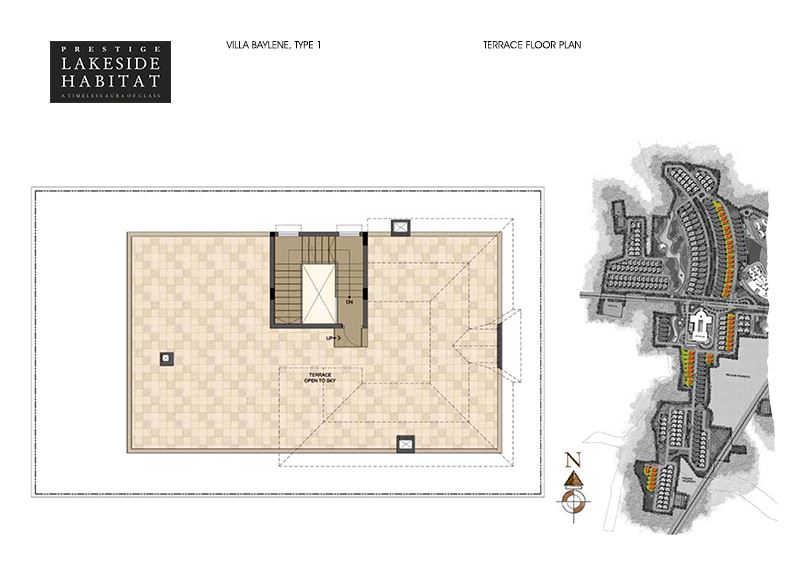 PRESTIGE
LAKESIDE
HABITAT
A TIMELESS AURA OF CLASS
VILLA BAYLENE, TYPE 1
TERRACE FLOOR PLAN
DN
UP
TERRACE
OPEN TO SKY
N